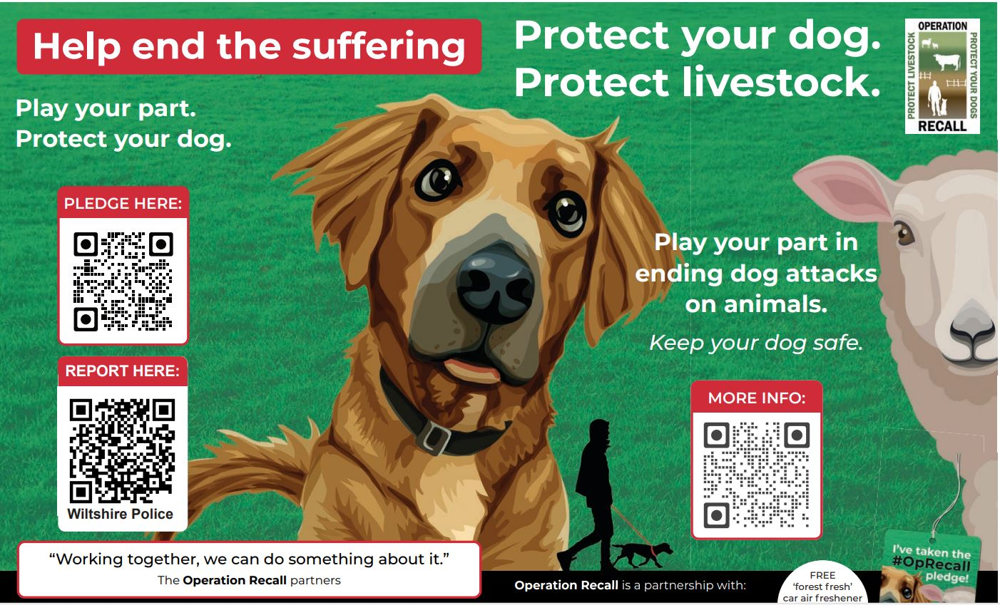 Help end the suffering
Play your part.
Protect your dog.
PLEDGE HERE:
REPORT HERE:
Wiltshire Police
“Working together, we can do something about it.”
The Operation Recall partners
Protect your dog.
Protect livestock.
OPERATION
PROTECT LIVESTOCK
PROTECT YOUR DOGS
RECALL
Play your part in
ending dog attacks
on animals.
Keep your dog safe.
MORE INFO:
Operation Recall is a partnership with:
FREE
‘forest fresh’
car air freshener
I’ve taken the
#OpRecall
pledge!